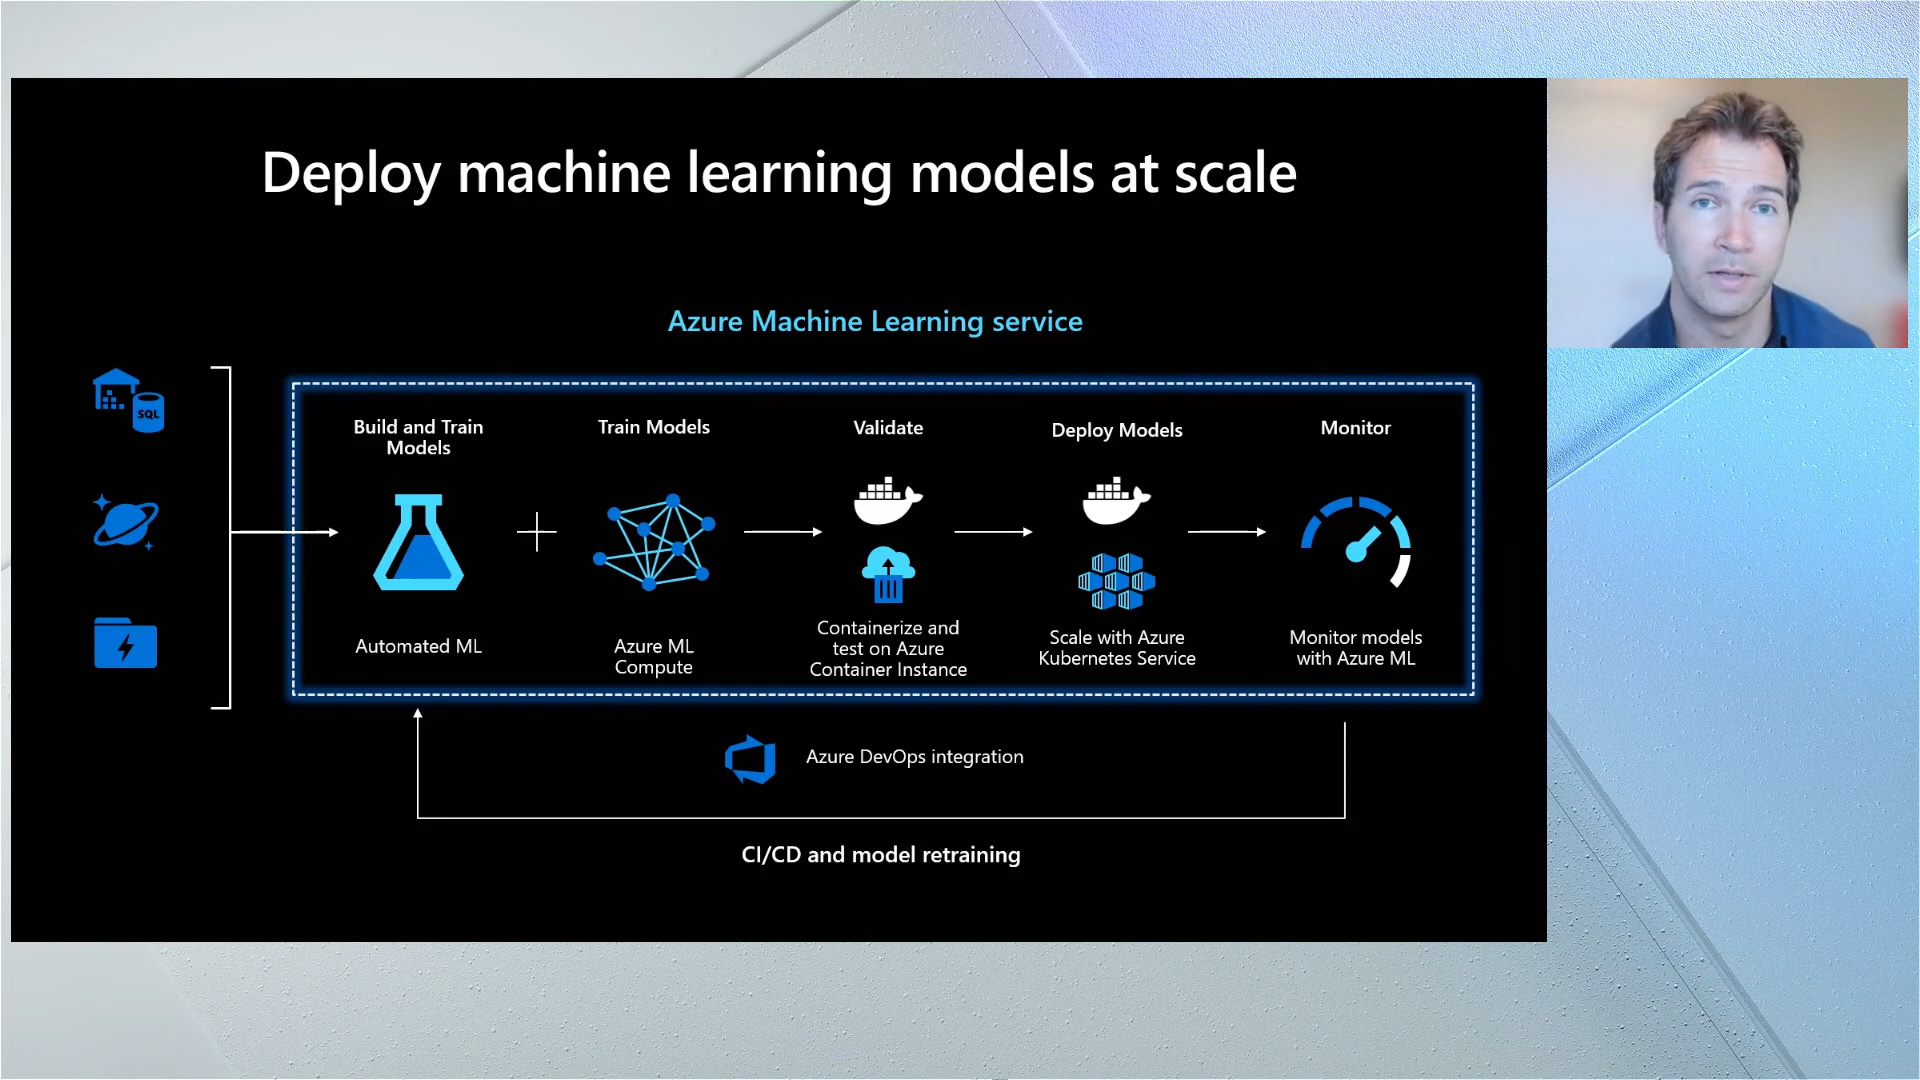 Deploy machine learning models at scale
Azure Machine Learning service
SQL
Build and Train
Models
Automated ML
Train Models
Azure ML
Compute
Validate
Containerize and
test on Azure
Container Instance
Deploy Models
Scale with Azure
Kubernetes Service
Monitor
Monitor models
with Azure ML
Azure DevOps integration
CI/CD and model retraining